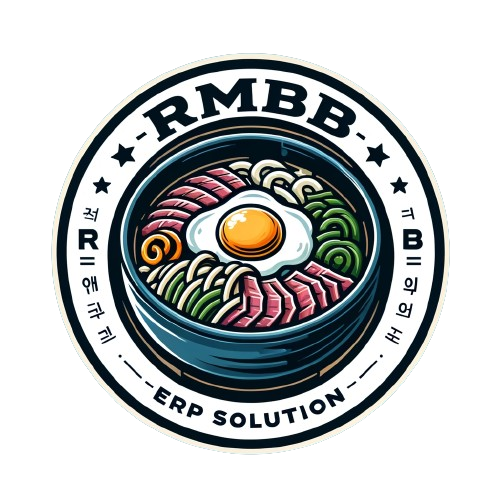 -RMBB-
R
B
ERP SOLUTION